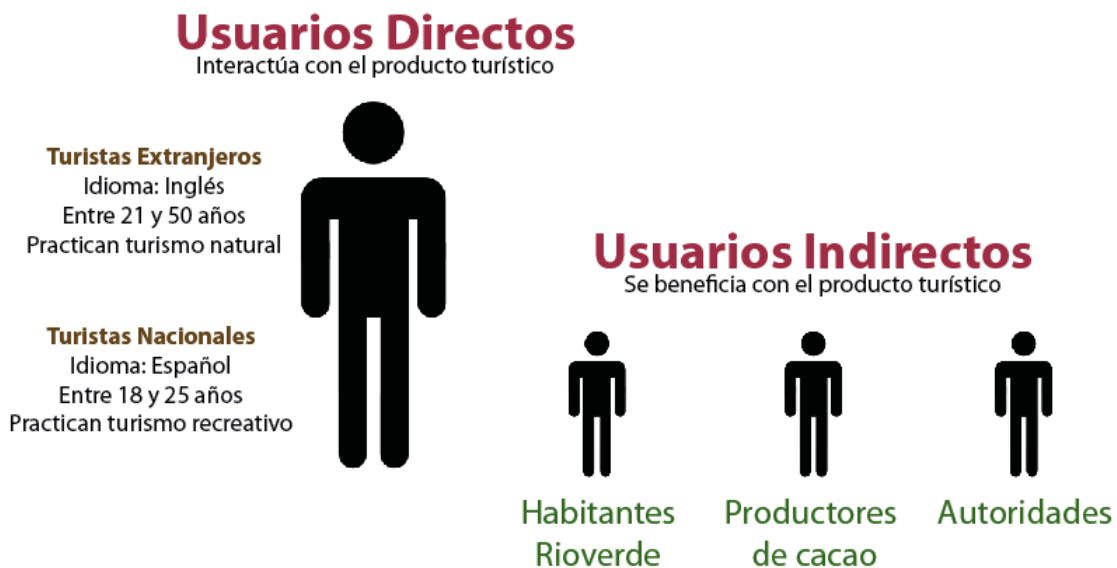 Usuarios Directos
Interactúa con el producto turístico
Turistas Extranjeros
Idioma: Inglés
Entre 21 y 50 años
Practican turismo natural
Turistas Nacionales
Idioma: Español
Entre 18 y 25 años
Practican turismo recreativo
Usuarios Indirectos
Se beneficia con el producto turístico
Habitantes
Rioverde
Productores
de cacao
Autoridades